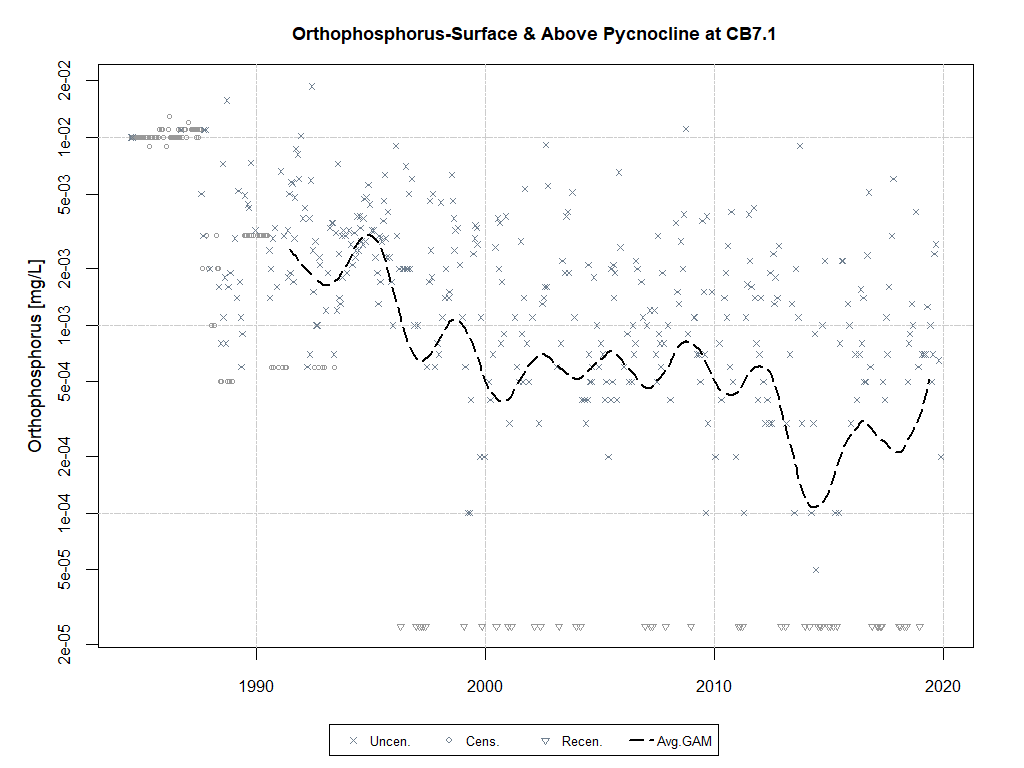 Orthophosphorus-Surface & Above Pycnocline at CB7.1
Orthophosphorus [mg/L]
2e-02
1e-02
5e-03
2e-03
1e-03
5e-04
2e-04
1e-04
5e-05
2e-05
1990 2000 2010 2020
Uncen. Cens. Recen. Avg.GAM